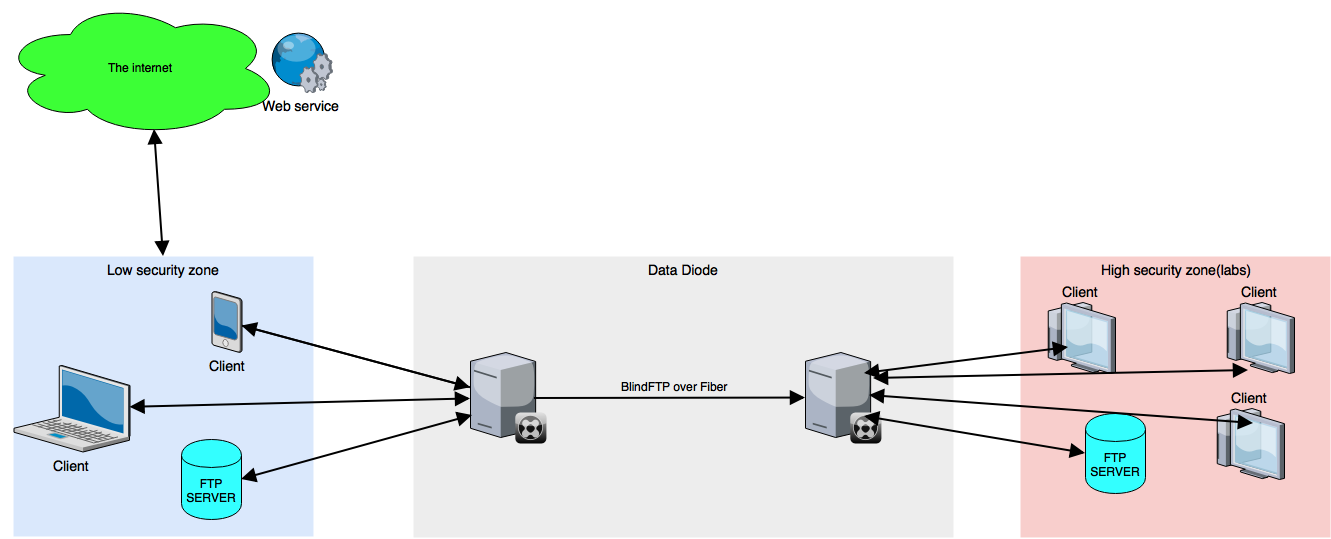 The internet
Web service
Low security zone
Client
Client
FTP
SERVER
Data Diode
BlindFTP over Fiber
High security zone(labs)
Client
Client
Client
FTP
SERVER